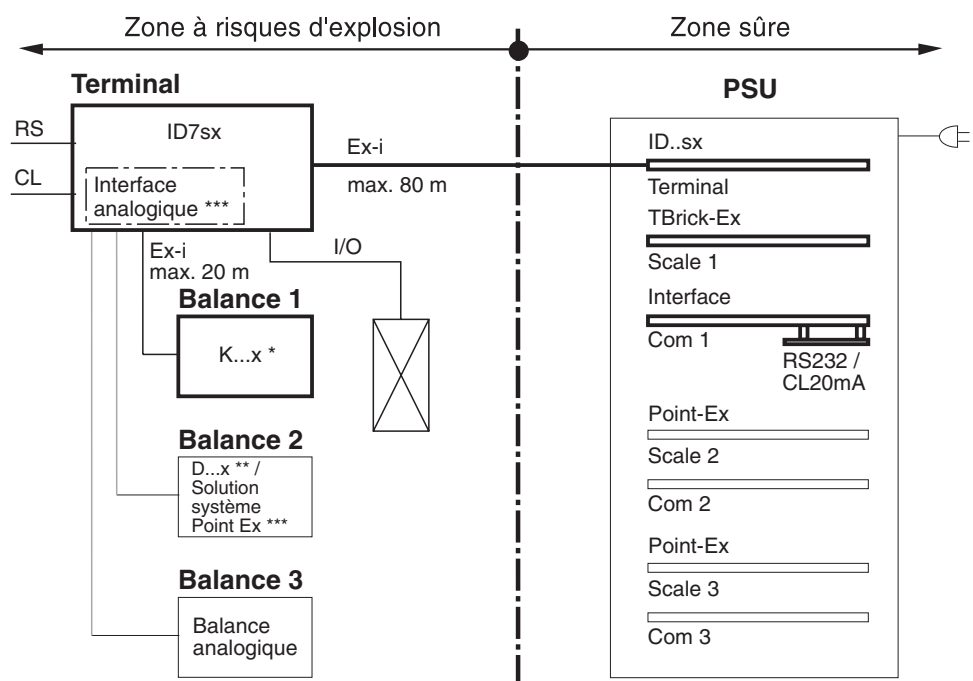 Zone à risques d'explosion
Zone sûre
Terminal
PSU
RS
ID7sx
CL
Interface
analogique ***
Ex-i
max. 80 m
Ex-i
max. 20 m
I/O
Balance 1
K...x *
Balance 2
D...x ** /
Solution
système
Point Ex ***
Balance 3
Balance
analogique
ID..sx
Terminal
TBrick-Ex
Scale 1
Interface
Com 1
RS232 /
CL20mA
Point-Ex
Scale 2
Com 2
Point-Ex
Scale 3
Com 3